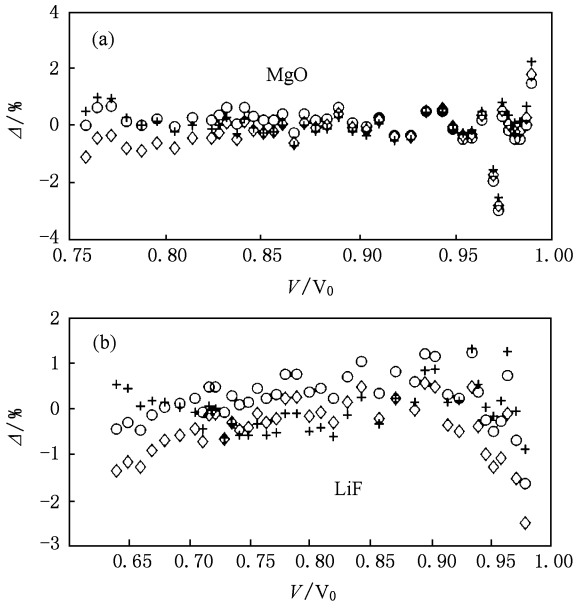 (a)
MgO
4
2
0
-2
-4
Δ/%
0.75 0.80 0.85 0.90 0.95 1.00
V/V₀
(b)
LiF
2
1
0
-1
-2
-3
Δ/%
0.65 0.70 0.75 0.80 0.85 0.90 0.95 1.00
V/V₀